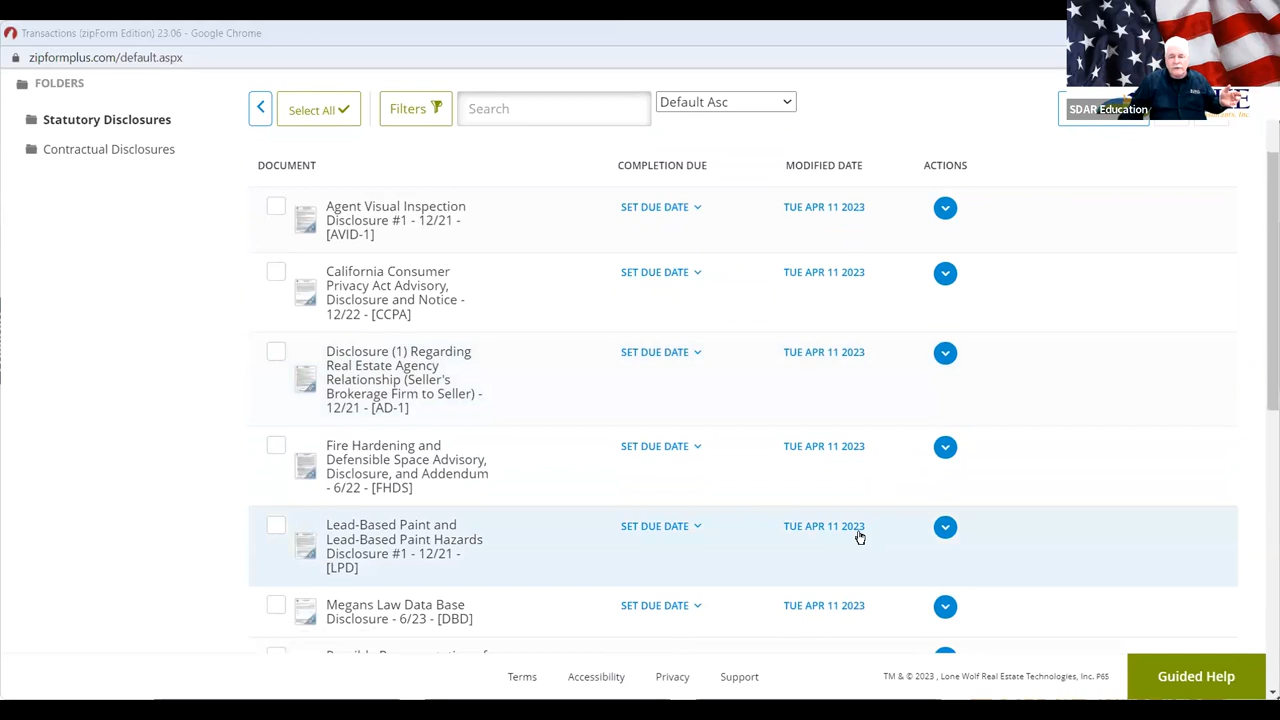 Transactions (zipForm Edition) 23.06 - Google Chrome
zipformplus.com/default.aspx
SDAR Education
FOLDERS
Statutory Disclosures
Contractual Disclosures
Select All
Filters
Search
Default Asc
DOCUMENT
COMPLETION DUE
MODIFIED DATE
ACTIONS
Agent Visual Inspection
Disclosure #1 - 12/21 -
[AVID-1]
SET DUE DATE
TUE APR 11 2023
California Consumer
Privacy Act Advisory,
Disclosure and Notice -
12/22 - [CCPA]
SET DUE DATE
TUE APR 11 2023
Disclosure (1) Regarding
Real Estate Agency
Relationship (Seller's
Brokerage Firm to Seller) -
12/21 - [AD-1]
SET DUE DATE
TUE APR 11 2023
Fire Hardening and
Defensible Space Advisory,
Disclosure, and Addendum
- 6/22 - [FHDS]
SET DUE DATE
TUE APR 11 2023
Lead-Based Paint and
Lead-Based Paint Hazards
Disclosure #1 - 12/21 -
[LPD]
SET DUE DATE
TUE APR 11 2023
Megans Law Data Base
Disclosure - 6/23 - [DBD]
SET DUE DATE
TUE APR 11 2023
Terms
Accessibility
Privacy
Support
TM & © 2023 , Lone Wolf Real Estate Technologies, Inc. P65
Guided Help